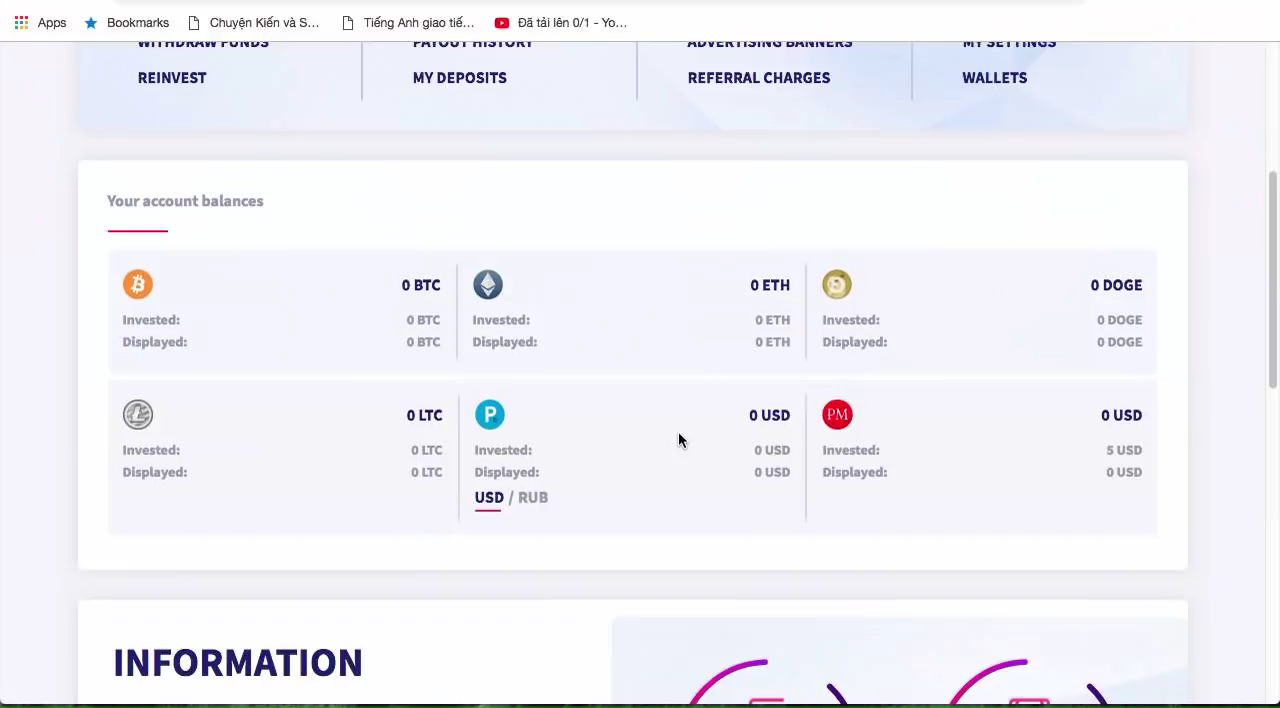 Apps Bookmarks Chuyện Kiến và S... Tiếng Anh giao tiế... Đã tải lên 0/1 - Yo...
WITHDRAW FUNDS PAYOUT HISTORY ADVERTISING BANNERS MY SETTINGS
REINVEST MY DEPOSITS REFERRAL CHARGES WALLETS
Your account balances
0 BTC 0 ETH 0 DOGE
Invested: 0 BTC Invested: 0 ETH Invested: 0 DOGE
Displayed: 0 BTC Displayed: 0 ETH Displayed: 0 DOGE
0 LTC P 0 USD PM 0 USD
Invested: 0 LTC Invested: 0 USD Invested: 5 USD
Displayed: 0 LTC Displayed: 0 USD Displayed: 0 USD
USD / RUB
INFORMATION